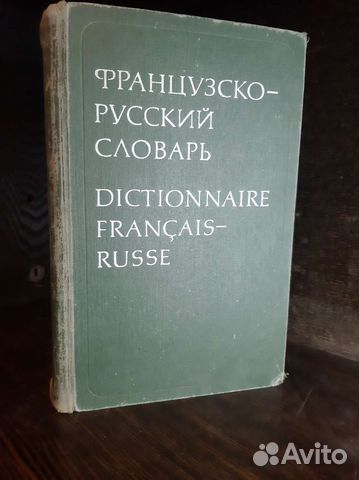 ФРАНЦУЗСКО-
РУССКИЙ
СЛОВАРЬ
DICTIONNAIRE
FRANÇAIS-
RUSSE
Avito